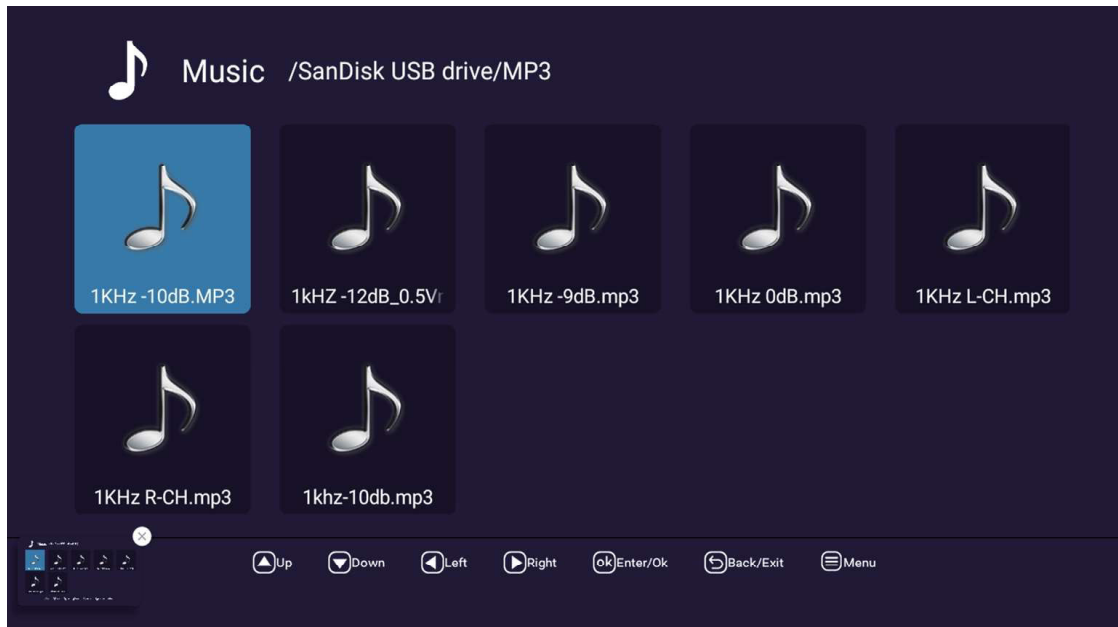 Music /SanDisk USB drive/MP3
1KHz -10dB.MP3 1kHZ -12dB_0.5V 1KHz -9dB.mp3 1KHz 0dB.mp3 1KHz L-CH.mp3
1KHz R-CH.mp3 1khz-10db.mp3
Up Down Left Right ok Enter/Ok Back/Exit Menu